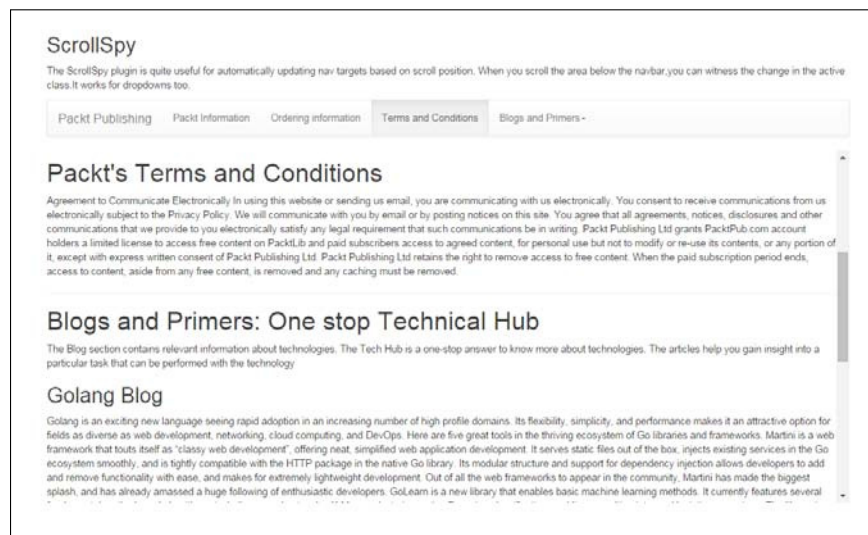 ScrollSpy
The ScrollSpy plugin is quite useful for automatically updating nav targets based on scroll position. When you scroll the area below the navbar,you can witness the change in the active
class.It works for dropdowns too.
Packt Publishing Packt Information Ordering information Terms and Conditions Blogs and Primers
Packt's Terms and Conditions
Agreement to Communicate Electronically In using this website or sending us email, you are communicating with us electronically. You consent to receive communications from us
electronically subject to the Privacy Policy. We will communicate with you by email or by posting notices on this site. You agree that all agreements, notices, disclosures and other
communications that we provide to you electronically satisfy any legal requirement that such communications be in writing. Packt Publishing Ltd grants PacktPub.com account
holders a limited license to access free content on PacktLib and paid subscribers access to agreed content, for personal use but not to modify or re-use its contents, or any portion of
it, except with express written consent of Packt Publishing Ltd. Packt Publishing Ltd retains the right to remove access to free content. When the paid subscription period ends,
access to content, aside from any free content, is removed and any caching must be removed.
Blogs and Primers: One stop Technical Hub
The Blog section contains relevant information about technologies. The Tech Hub is a one-stop answer to know more about technologies. The articles help you gain insight into a
particular task that can be performed with the technology
Golang Blog
Golang is an exciting new language seeing rapid adoption in an increasing number of high profile domains. Its flexibility, simplicity, and performance makes it an attractive option for
fields as diverse as web development, networking, cloud computing, and DevOps. Here are five great tools in the thriving ecosystem of Go libraries and frameworks. Martini is a web
framework that touts itself as "classy web development", offering neat, simplified web application development. It serves static files out of the box, injects existing services in the Go
ecosystem smoothly, and is tightly compatible with the HTTP package in the native Go library. Its modular structure and support for dependency injection allows developers to add
and remove functionality with ease, and makes for extremely lightweight development. Out of all the web frameworks to appear in the community, Martini has made the biggest
splash, and has already amassed a huge following of enthusiastic developers. GoLearn is a new library that enables basic machine learning methods. It currently features several